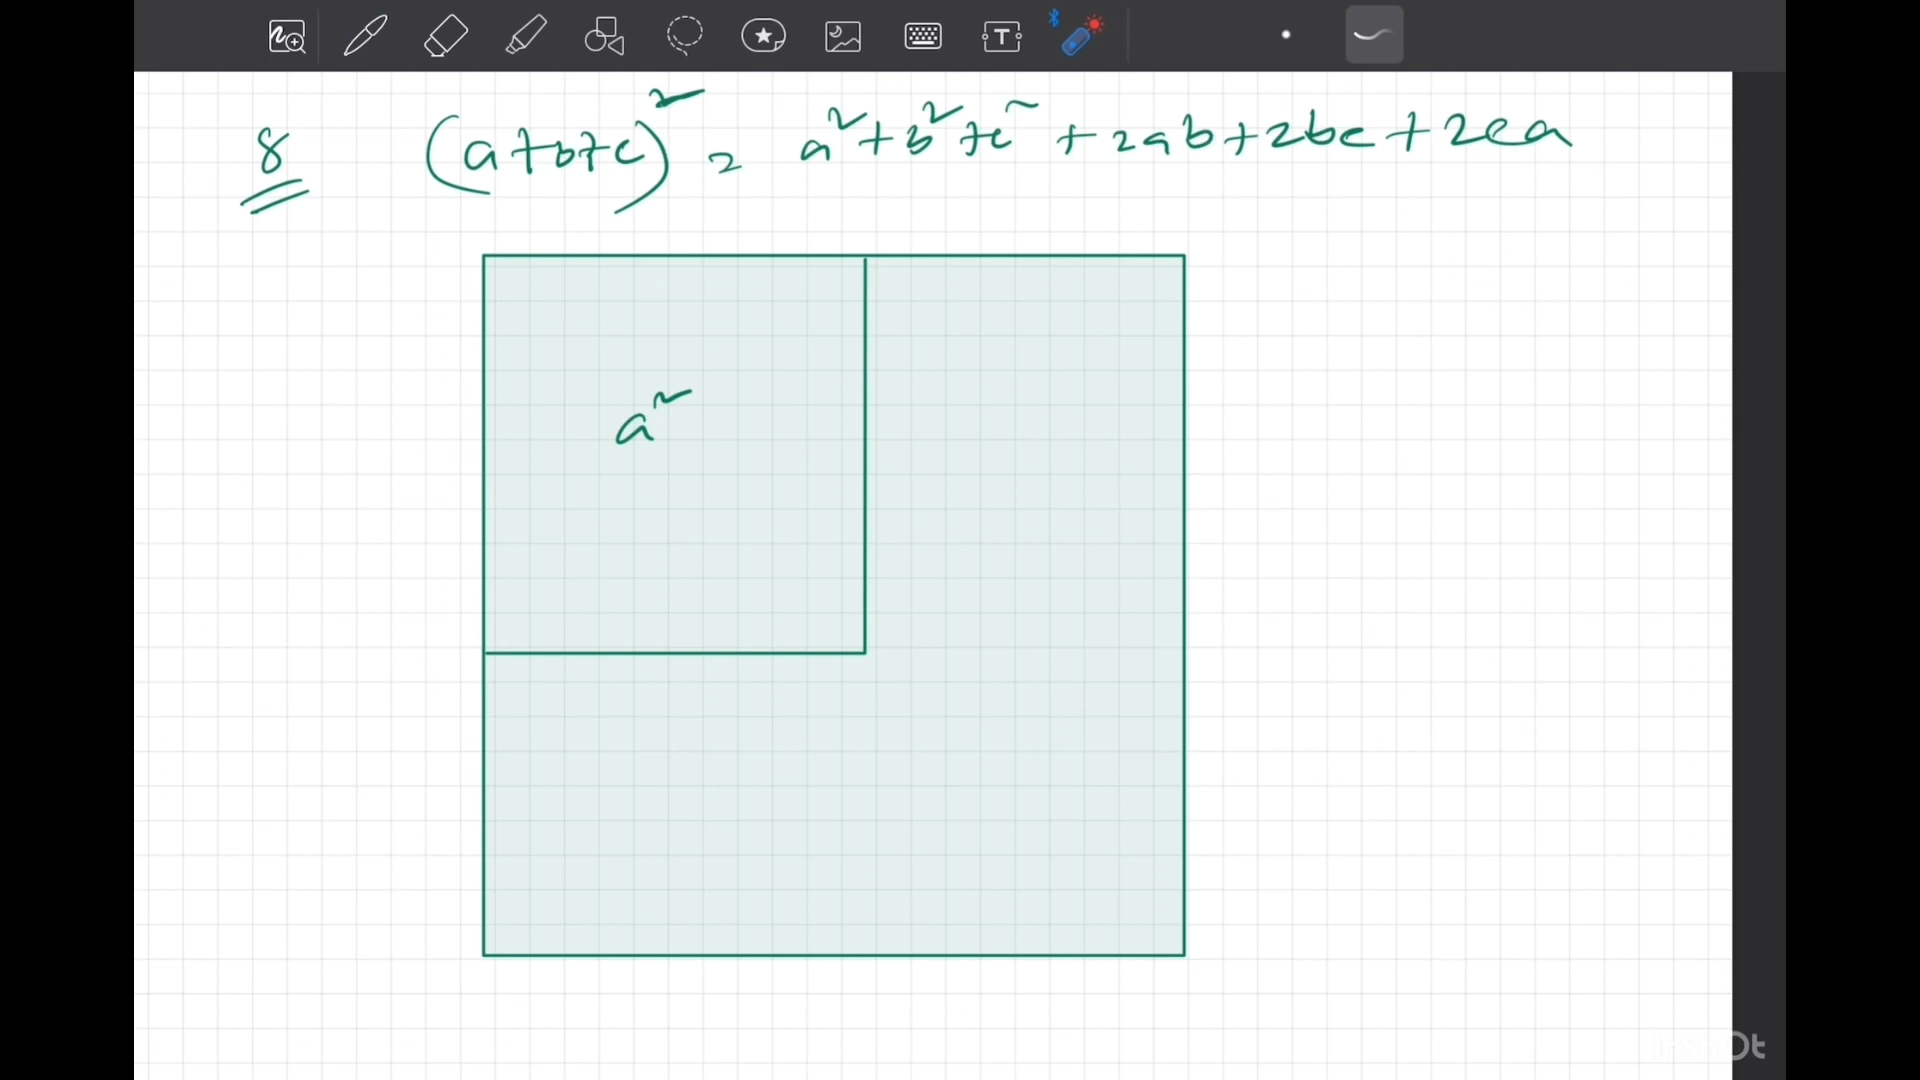 8 (a+b+c)² = a²+b²+c² + 2ab+2bc+2ca
a²